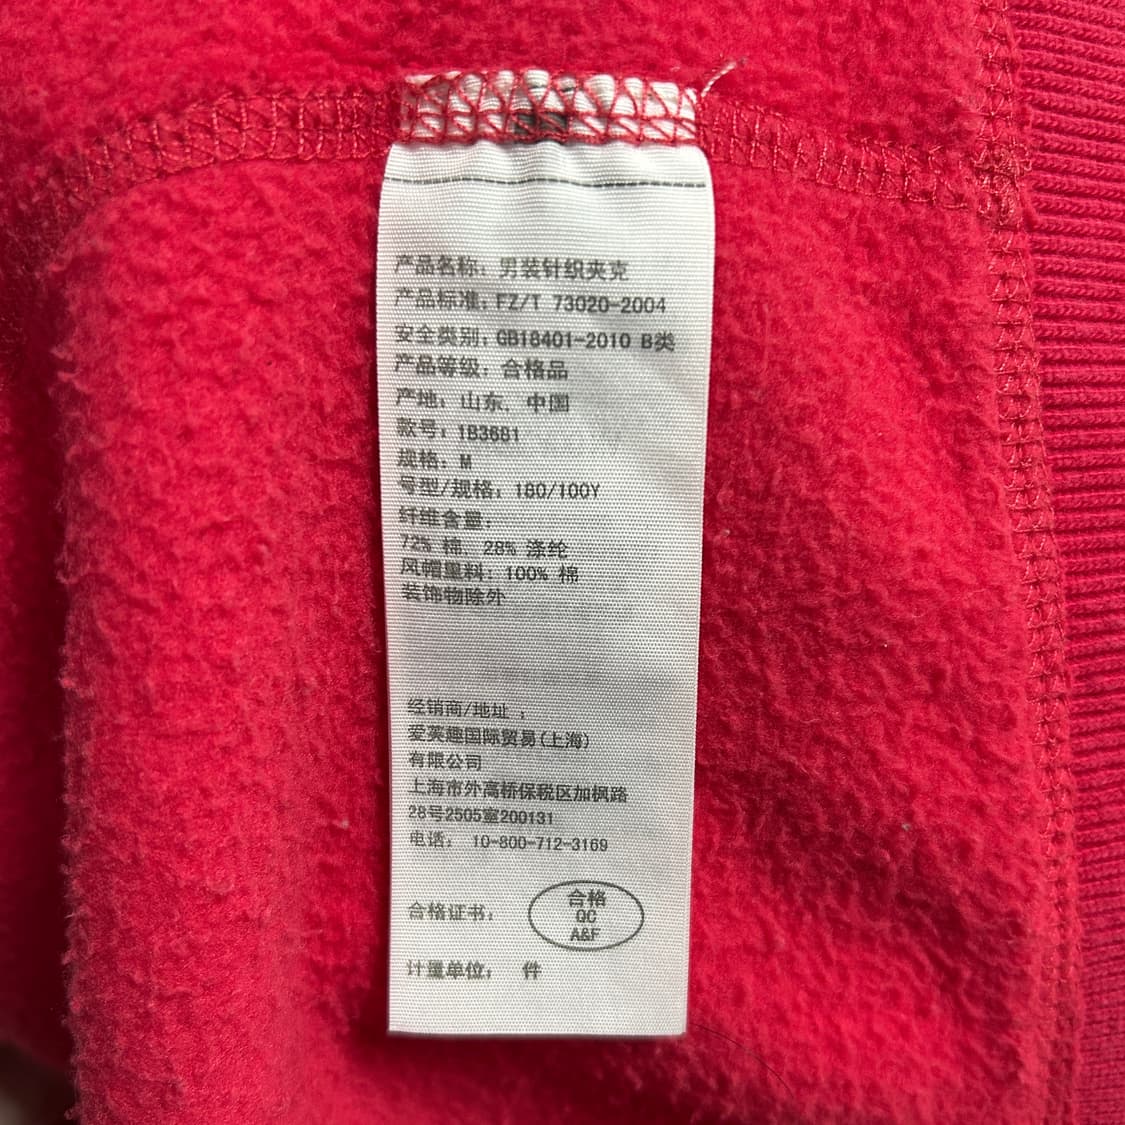 产品名称：男装针织夹克
产品标准：FZ/T 73020-2004
安全类别：GB18401-2010 B类
产品等级：合格品
产地：山东，中国
款号：183681
规格：M
号型/规格：180/100Y
纤维含量：
72% 棉，28% 涤纶
风帽里料：100% 棉
装饰物除外
经销商/地址：
爱芙趣国际贸易(上海)
有限公司
上海市外高桥保税区加枫路
28号2505室200131
电话： 10-800-712-3169
合格证书：
合格
QC
A&F
计量单位： 件